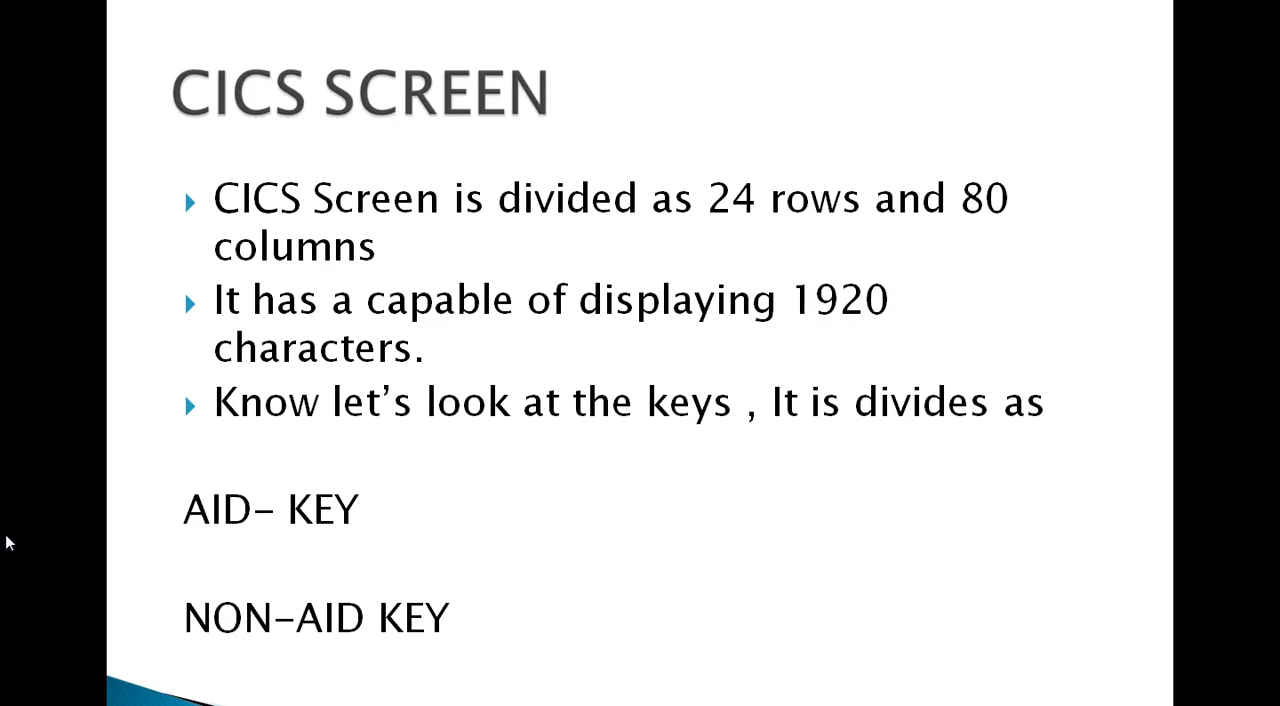 CICS SCREEN
CICS Screen is divided as 24 rows and 80
columns
It has a capable of displaying 1920
characters.
Know let’s look at the keys , It is divides as
AID- KEY
NON-AID KEY